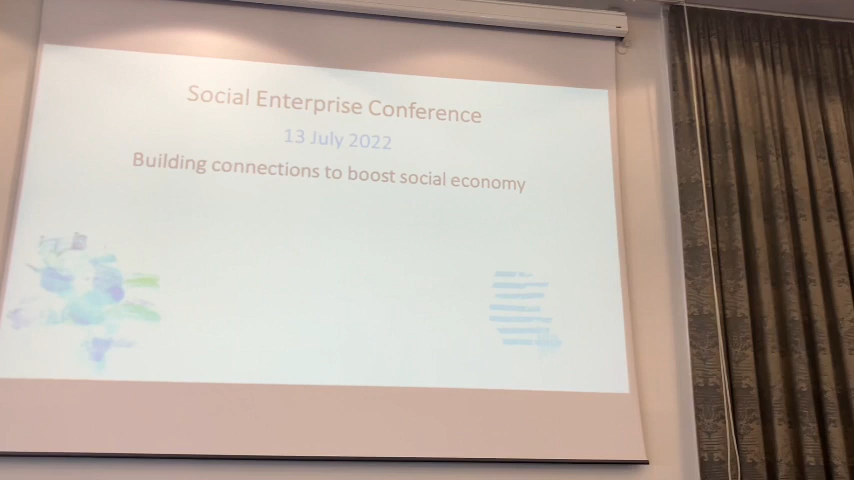 Social Enterprise Conference
13 July 2022
Building connections to boost social economy